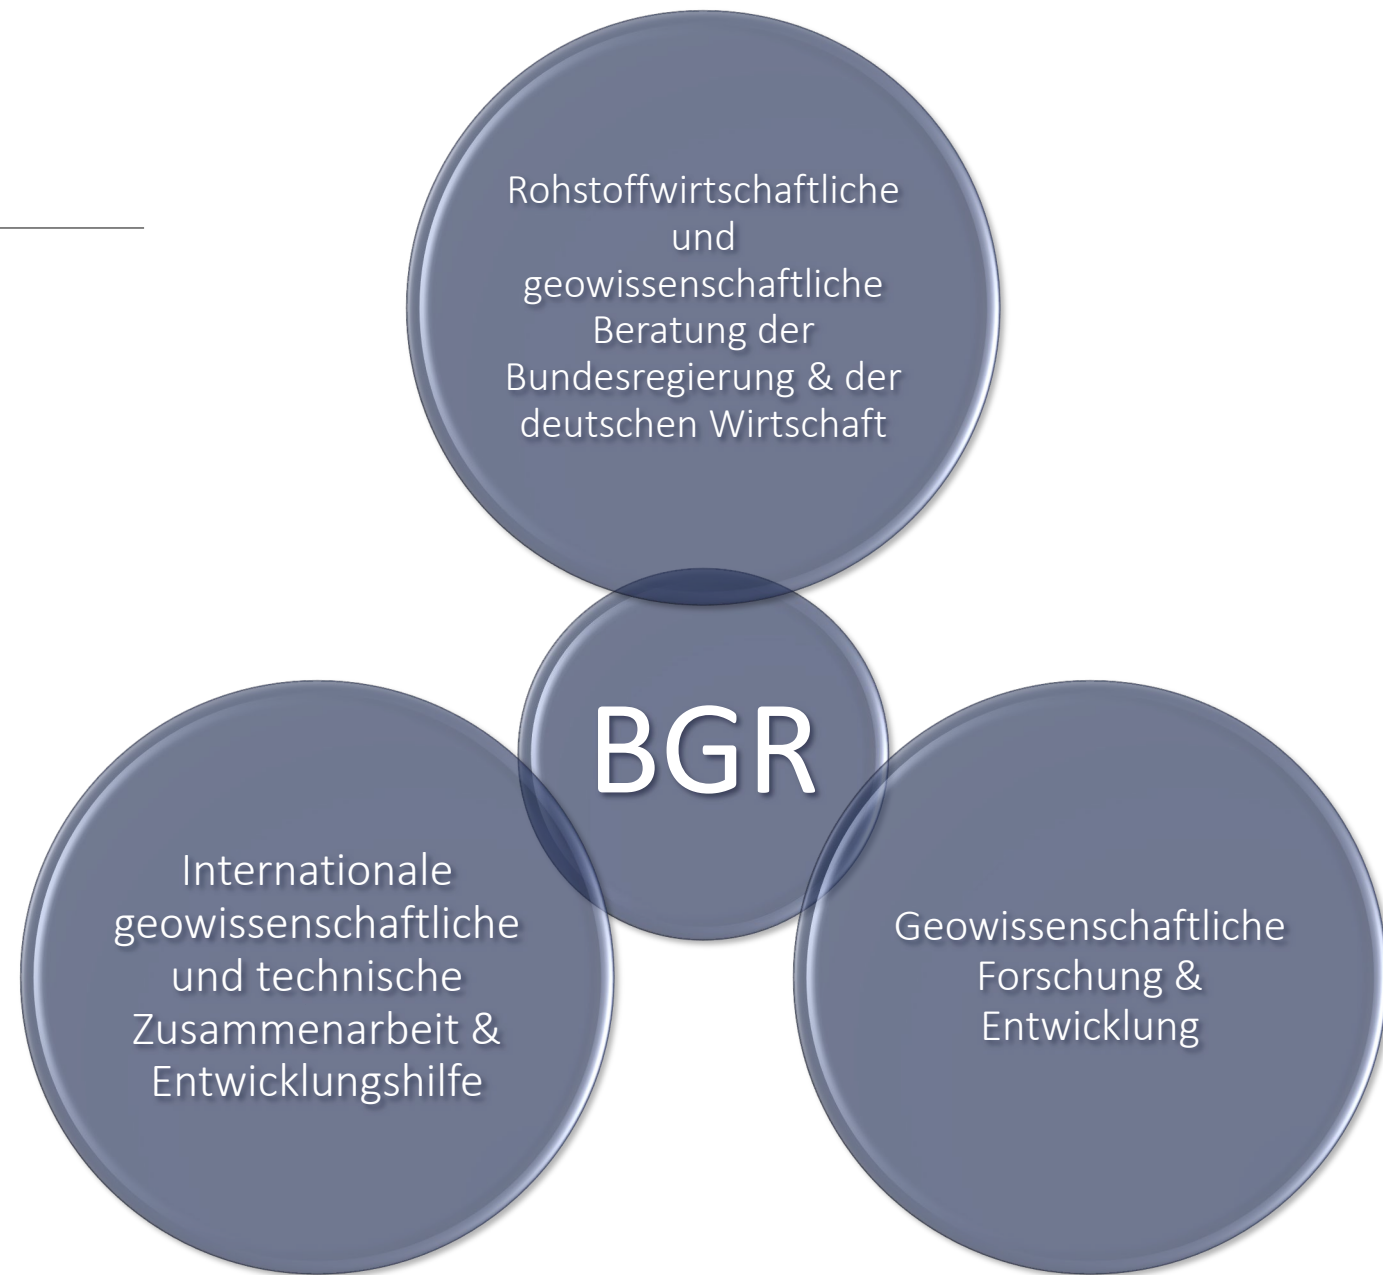 Rohstoffwirtschaftliche
und
geowissenschaftliche
Beratung der
Bundesregierung & der
deutschen Wirtschaft
BGR
Internationale
geowissenschaftliche
und technische
Zusammenarbeit &
Entwicklungshilfe
Geowissenschaftliche
Forschung &
Entwicklung